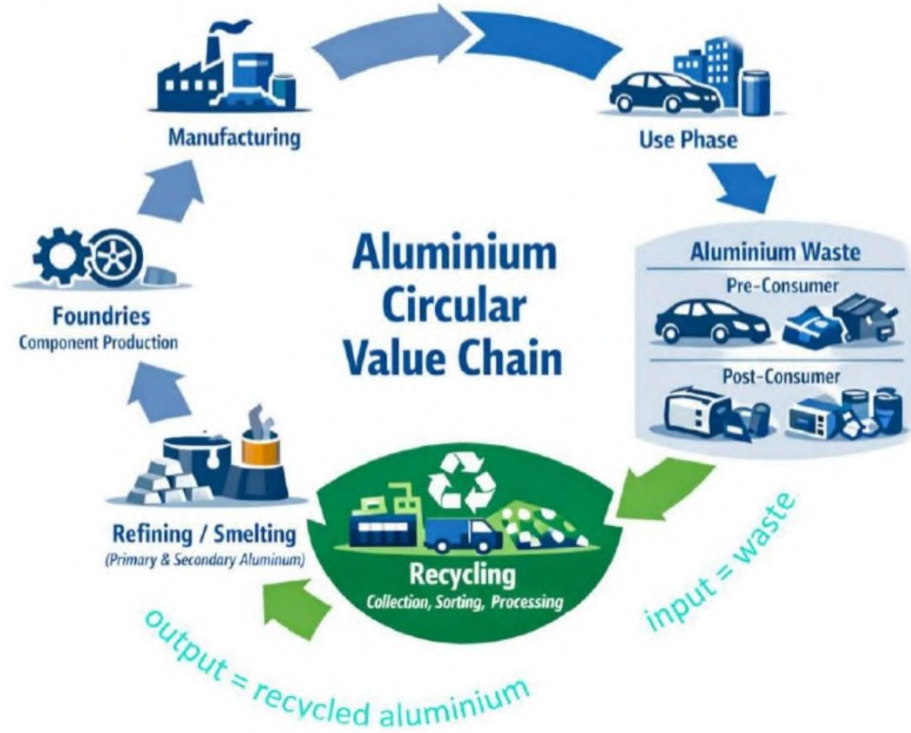 Manufacturing
Use Phase
Aluminium
Circular
Value Chain
Aluminium Waste
Pre-Consumer
Post-Consumer
Foundries
Component Production
Refining / Smelting
(Primary & Secondary Aluminum)
Recycling
Collection, Sorting, Processing
input = waste
output = recycled aluminium